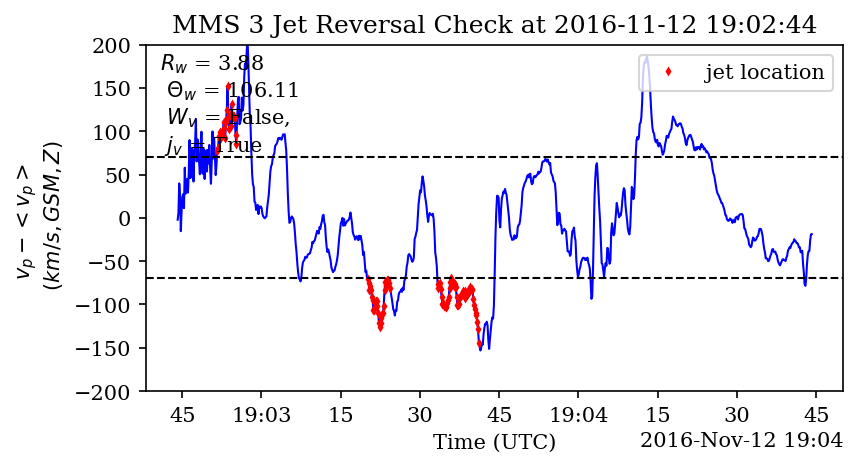 MMS 3 Jet Reversal Check at 2016-11-12 19:02:44
R_w = 3.88
Θ_w = 106.11
W_v = False,
j_v = True
jet location
v_p − < v_p >
(km/s, GSM, Z)
200
150
100
50
0
−50
−100
−150
−200
45 19:03 15 30 45 19:04 15 30 45
Time (UTC)
2016-Nov-12 19:04